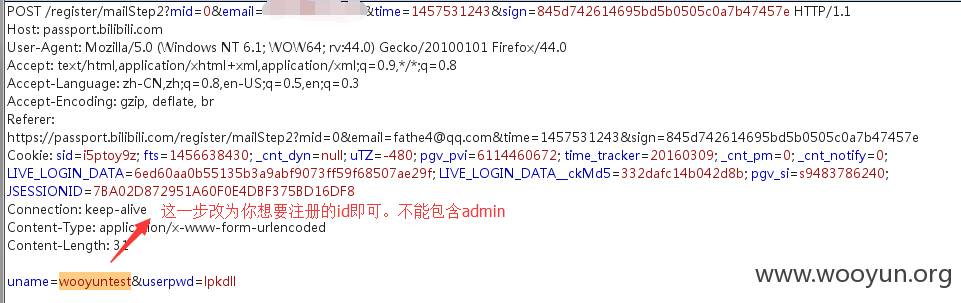 POST /register/mailStep2?mid=0&email=&time=1457531243&sign=845d742614695bd5b0505c0a7b47457e HTTP/1.1
Host: passport.bilibili.com
User-Agent: Mozilla/5.0 (Windows NT 6.1; WOW64; rv:44.0) Gecko/20100101 Firefox/44.0
Accept: text/html,application/xhtml+xml,application/xml;q=0.9,*/*;q=0.8
Accept-Language: zh-CN,zh;q=0.8,en-US;q=0.5,en;q=0.3
Accept-Encoding: gzip, deflate, br
Referer:
https://passport.bilibili.com/register/mailStep2?mid=0&email=fathe4@qq.com&time=1457531243&sign=845d742614695bd5b0505c0a7b47457e
Cookie: sid=i5ptoy9z; fts=1456638430; _cnt_dyn=null; uTZ=-480; pgv_pvi=6114460672; time_tracker=20160309; _cnt_pm=0; _cnt_notify=0;
LIVE_LOGIN_DATA=6ed60aa0b55135b3a9abf9073ff59f68507ae29f; LIVE_LOGIN_DATA__ckMd5=332dafc14b042d8b; pgv_si=s9483786240;
JSESSIONID=7BA02D872951A60F0E4DBF375BD16DF8
Connection: keep-alive
这一步改为你想要注册的id即可。不能包含admin
Content-Type: application/x-www-form-urlencoded
Content-Length: 31
uname=wooyuntest&userpwd=lpkdll
www.wooyun.org